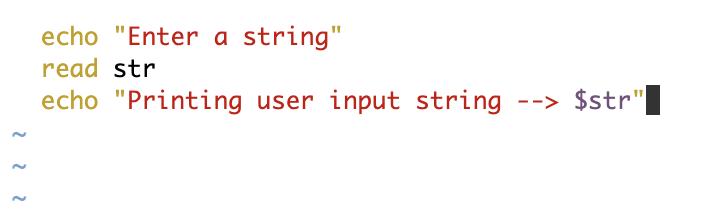 echo "Enter a string"
read str
echo "Printing user input string --> $str"
~
~
~